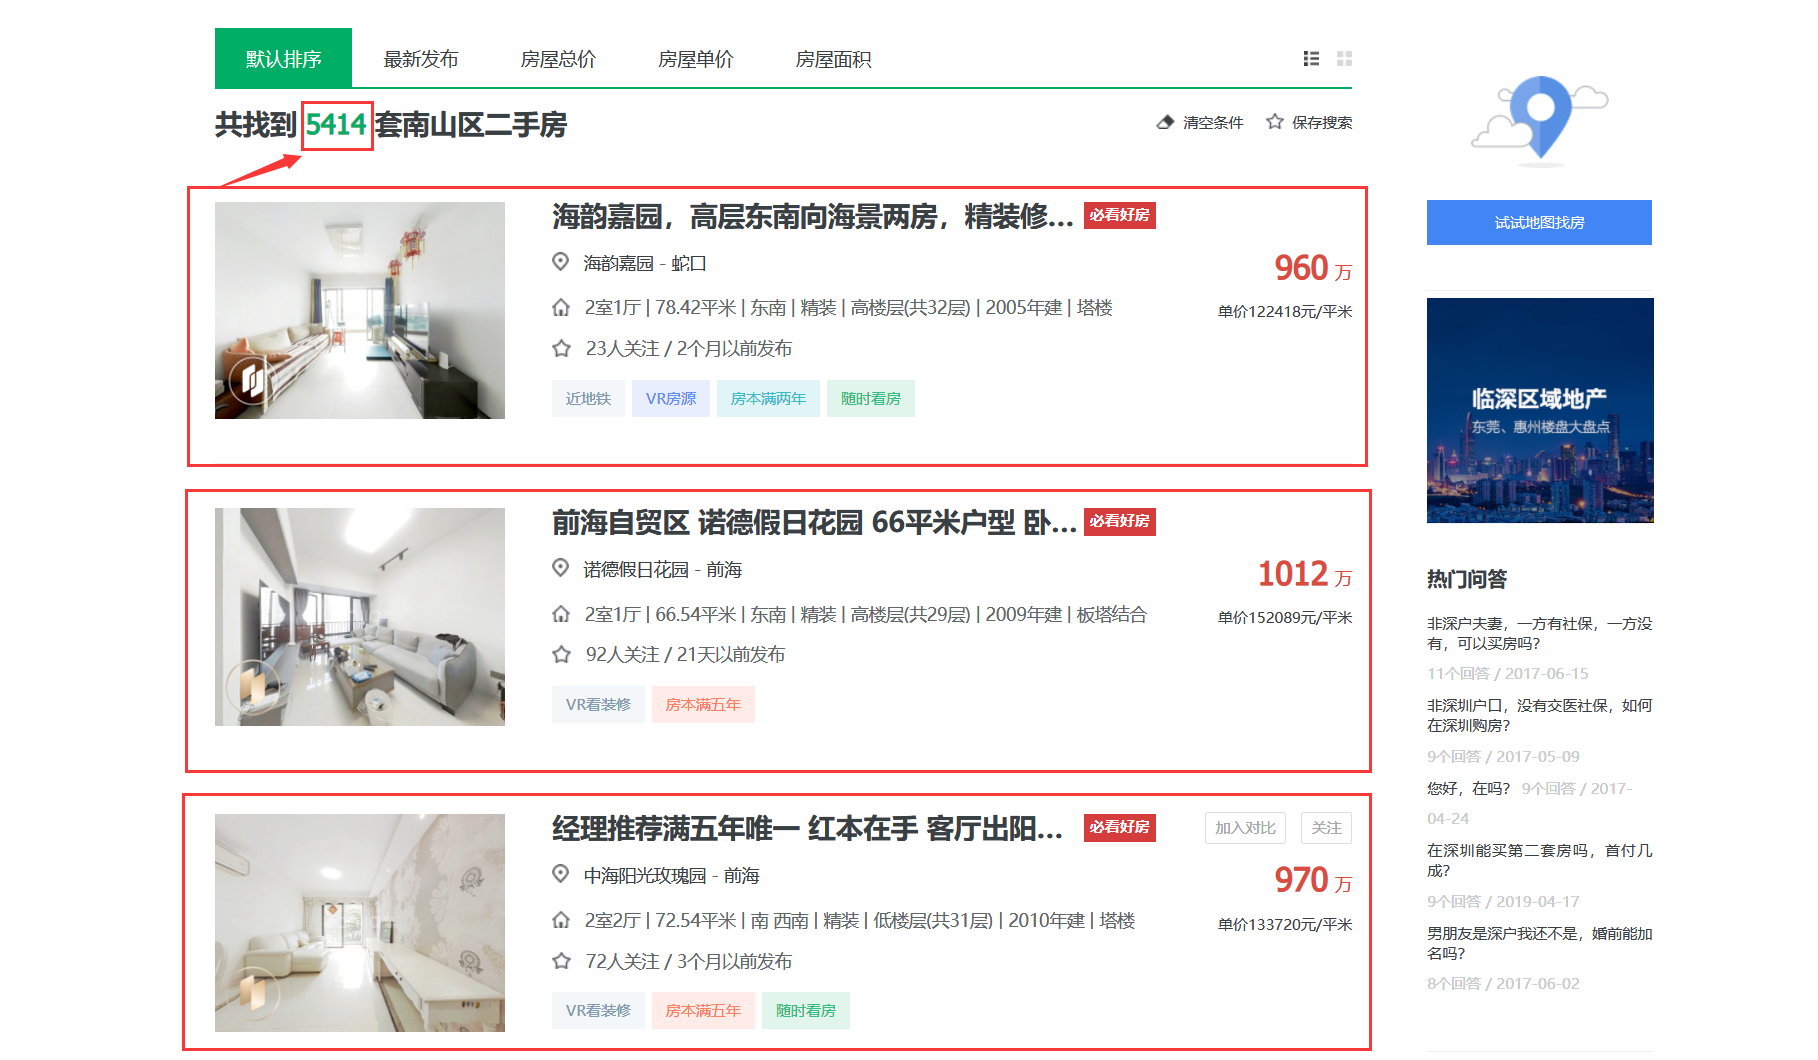 默认排序 最新发布 房屋总价 房屋单价 房屋面积
共找到 5414 套南山区二手房
清空条件 保存搜索
海韵嘉园，高层东南向海景两房，精装修... 必看好房
海韵嘉园 - 蛇口
960 万
2室1厅 | 78.42平米 | 东南 | 精装 | 高楼层(共32层) | 2005年建 | 塔楼
单价122418元/平米
23人关注 / 2个月以前发布
近地铁 VR房源 房本满两年 随时看房
前海自贸区 诺德假日花园 66平米户型 卧... 必看好房
诺德假日花园 - 前海
1012 万
2室1厅 | 66.54平米 | 东南 | 精装 | 高楼层(共29层) | 2009年建 | 板塔结合
单价152089元/平米
92人关注 / 21天以前发布
VR看装修 房本满五年
经理推荐满五年唯一 红本在手 客厅出阳... 必看好房
加入对比 关注
中海阳光玫瑰园 - 前海
970 万
2室2厅 | 72.54平米 | 南 西南 | 精装 | 低楼层(共31层) | 2010年建 | 塔楼
单价133720元/平米
72人关注 / 3个月以前发布
VR看装修 房本满五年 随时看房
试试地图找房
临深区域地产
东莞、惠州楼盘大盘点
热门问答
非深户夫妻，一方有社保，一方没
有，可以买房吗？
11个回答 / 2017-06-15
非深圳户口，没有交医社保，如何
在深圳购房？
9个回答 / 2017-05-09
您好，在吗？ 9个回答 / 2017-
04-24
在深圳能买第二套房吗，首付几
成？
9个回答 / 2019-04-17
男朋友是深户我还不是，婚前能加
名吗？
8个回答 / 2017-06-02